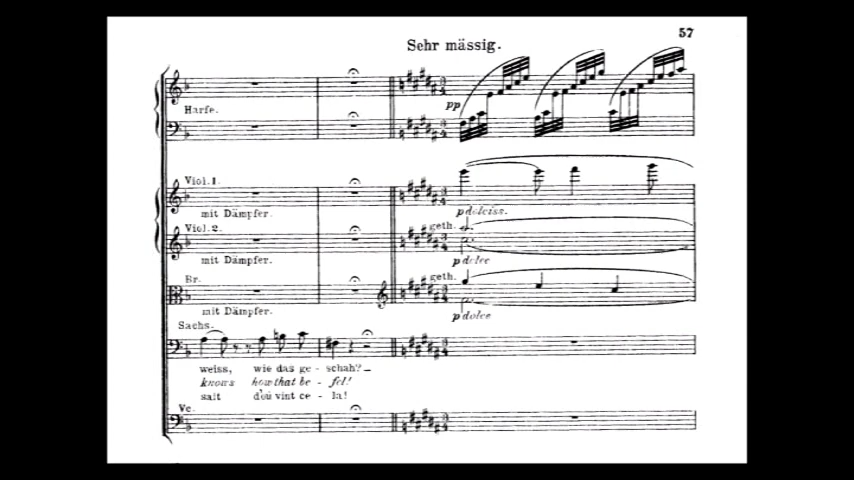 57
Sehr mässig.
pp
Harfe.
Viol. 1.
mit Dämpfer.
p dolciss.
Viol. 2.
geth.
mit Dämpfer.
p dolce
Br.
geth.
mit Dämpfer.
p dolce
Sachs.
weiss, wie das ge - schah?
knows how that be - fel!
sait d'où vint ce - la!
Vc.